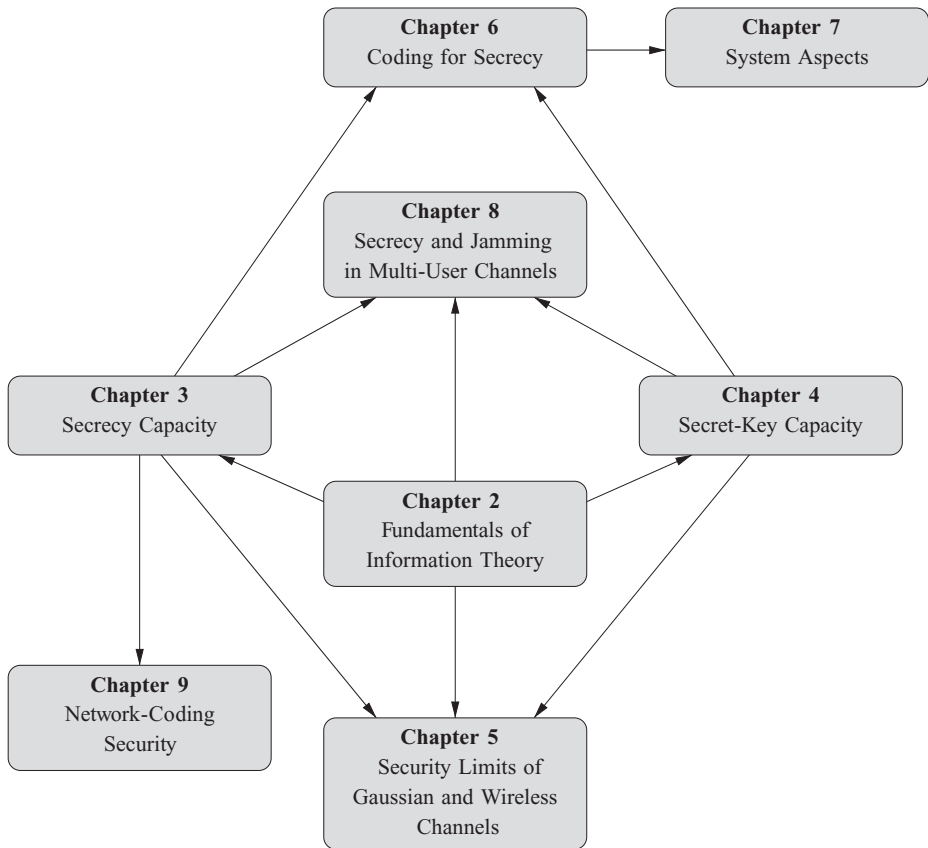 Chapter 6
Coding for Secrecy
Chapter 7
System Aspects
Chapter 8
Secrecy and Jamming
in Multi-User Channels
Chapter 3
Secrecy Capacity
Chapter 4
Secret-Key Capacity
Chapter 2
Fundamentals of
Information Theory
Chapter 9
Network-Coding
Security
Chapter 5
Security Limits of
Gaussian and Wireless
Channels